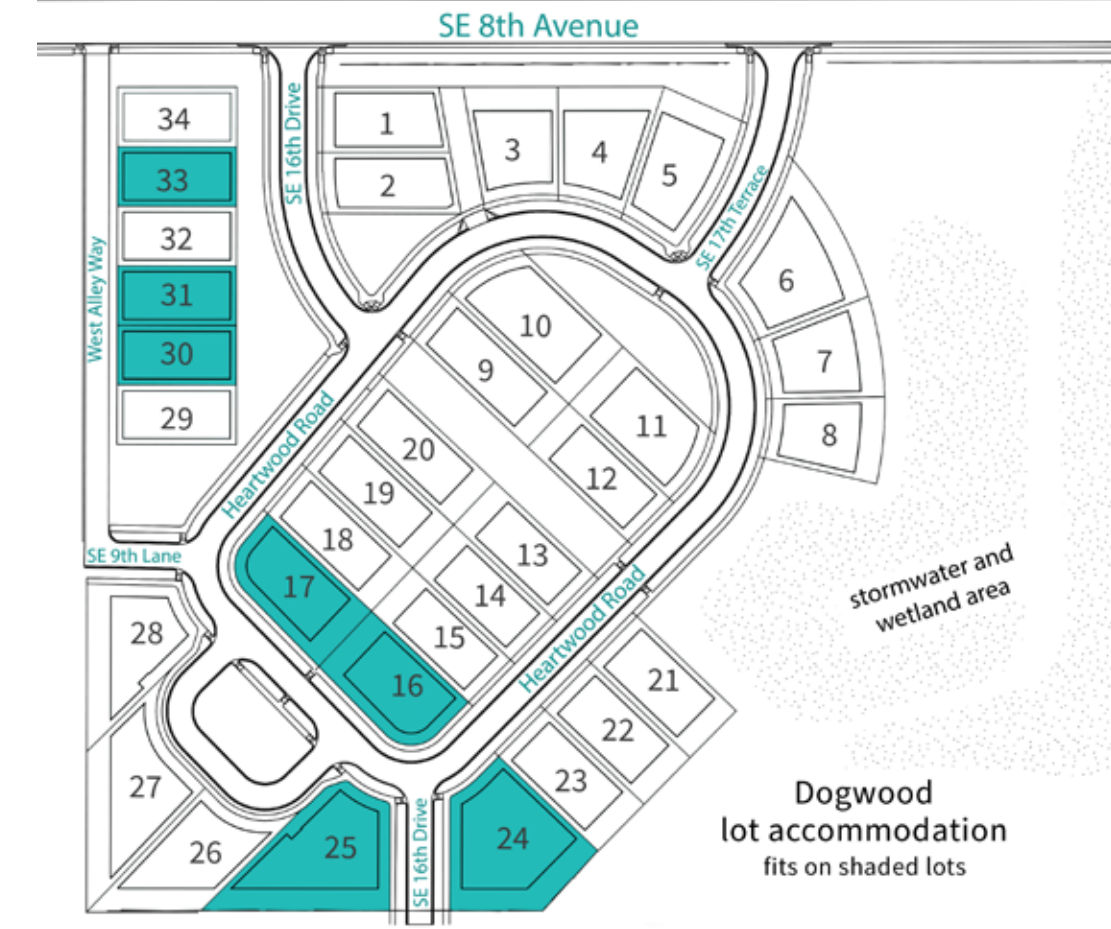 SE 8th Avenue
SE 16th Drive
SE 17th Terrace
West Alley Way
34
33
32
31
30
29
1
2
3
4
5
6
7
8
10
9
11
12
20
19
18
17
13
14
15
16
Heartwood Road
Heartwood Road
SE 9th Lane
28
27
26
25
24
23
22
21
SE 16th Drive
stormwater and
wetland area
Dogwood
lot accommodation
fits on shaded lots